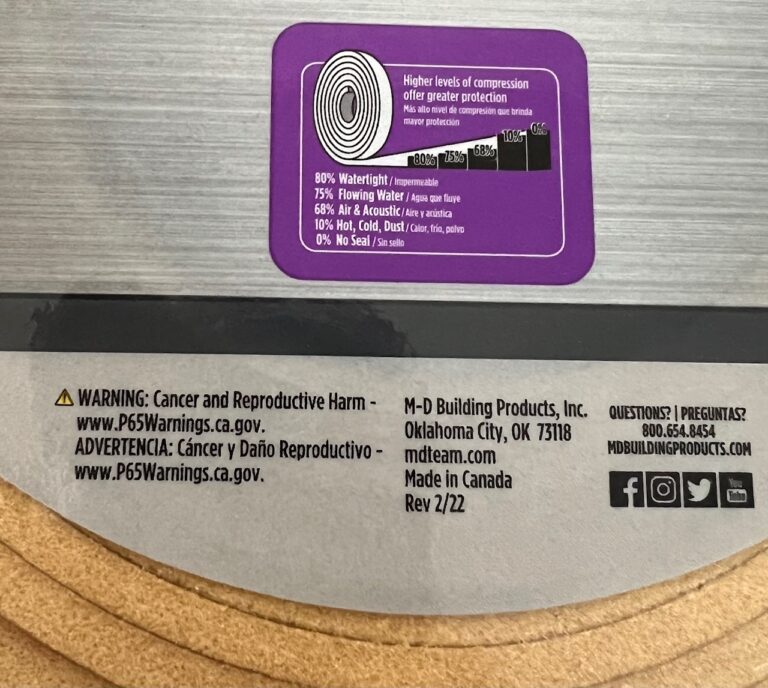 Higher levels of compression
offer greater protection
Más alto nivel de compresión que brinda
mayor protección
80% 75% 68% 10% 0%
80% Watertight / Impermeable
75% Flowing Water / Agua que fluye
68% Air & Acoustic / Aire y acústica
10% Hot, Cold, Dust / Calor, frío, polvo
0% No Seal / Sin sello
WARNING: Cancer and Reproductive Harm -
www.P65Warnings.ca.gov.
ADVERTENCIA: Cáncer y Daño Reproductivo -
www.P65Warnings.ca.gov.
M-D Building Products, Inc.
Oklahoma City, OK 73118
mdteam.com
Made in Canada
Rev 2/22
QUESTIONS? | PREGUNTAS?
800.654.8454
MDBUILDINGPRODUCTS.COM
You
Tube